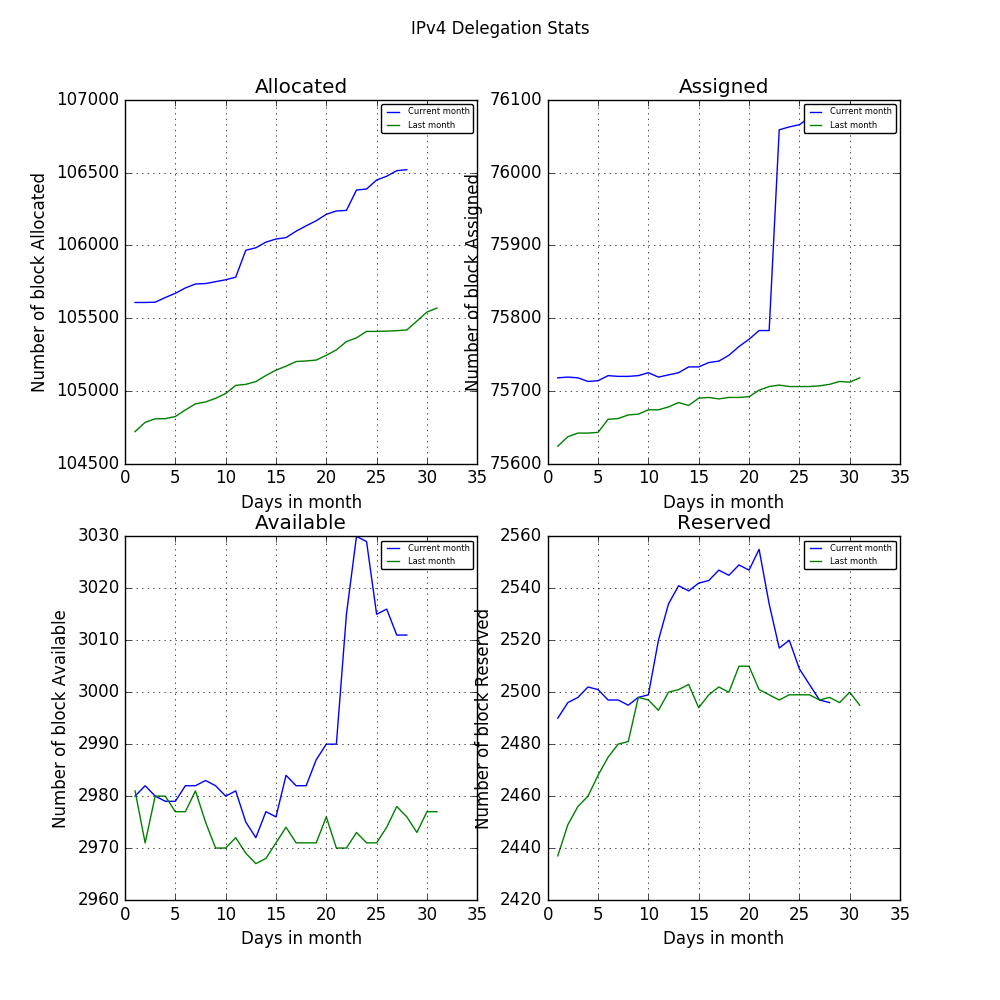 IPv4 Delegation Stats
Allocated
Number of block Allocated
107000
106500
106000
105500
105000
104500
Current month
Last month
0 5 10 15 20 25 30 35
Days in month
Assigned
Number of block Assigned
76100
76000
75900
75800
75700
75600
Current month
Last month
0 5 10 15 20 25 30 35
Days in month
Available
Number of block Available
3030
3020
3010
3000
2990
2980
2970
2960
Current month
Last month
0 5 10 15 20 25 30 35
Days in month
Reserved
Number of block Reserved
2560
2540
2520
2500
2480
2460
2440
2420
Current month
Last month
0 5 10 15 20 25 30 35
Days in month